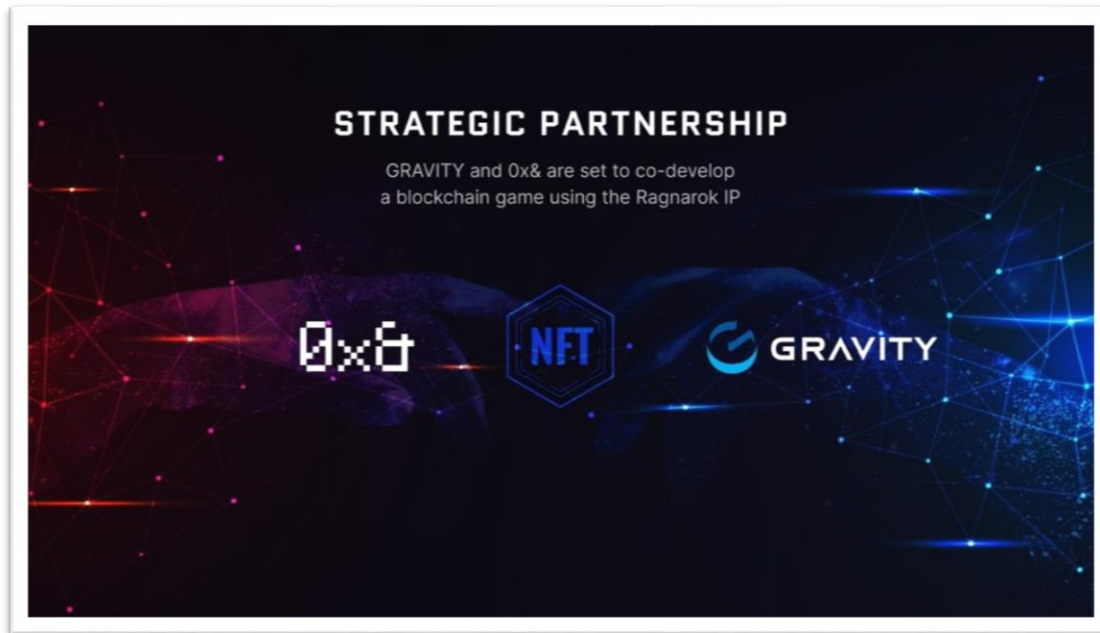 STRATEGIC PARTNERSHIP
GRAVITY and 0x& are set to co-develop
a blockchain game using the Ragnarok IP
0x&
NFT
GRAVITY